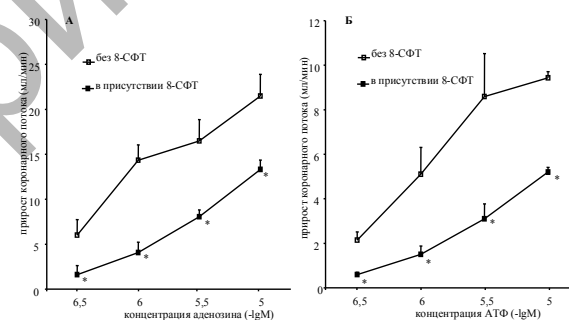 А
30
25
20
15
10
5
0
прирост коронарного потока (мл/мин)
без 8-СФТ
в присутствии 8-СФТ
*
*
*
*
6,5 6 5,5 5
концентрация аденозина (-lgM)
Б
12
10
8
6
4
2
0
прирост коронарного потока (мл/мин)
без 8-СФТ
в присутствии 8-СФТ
*
*
*
*
6,5 6 5,5 5
концентрация АТФ (-lgM)